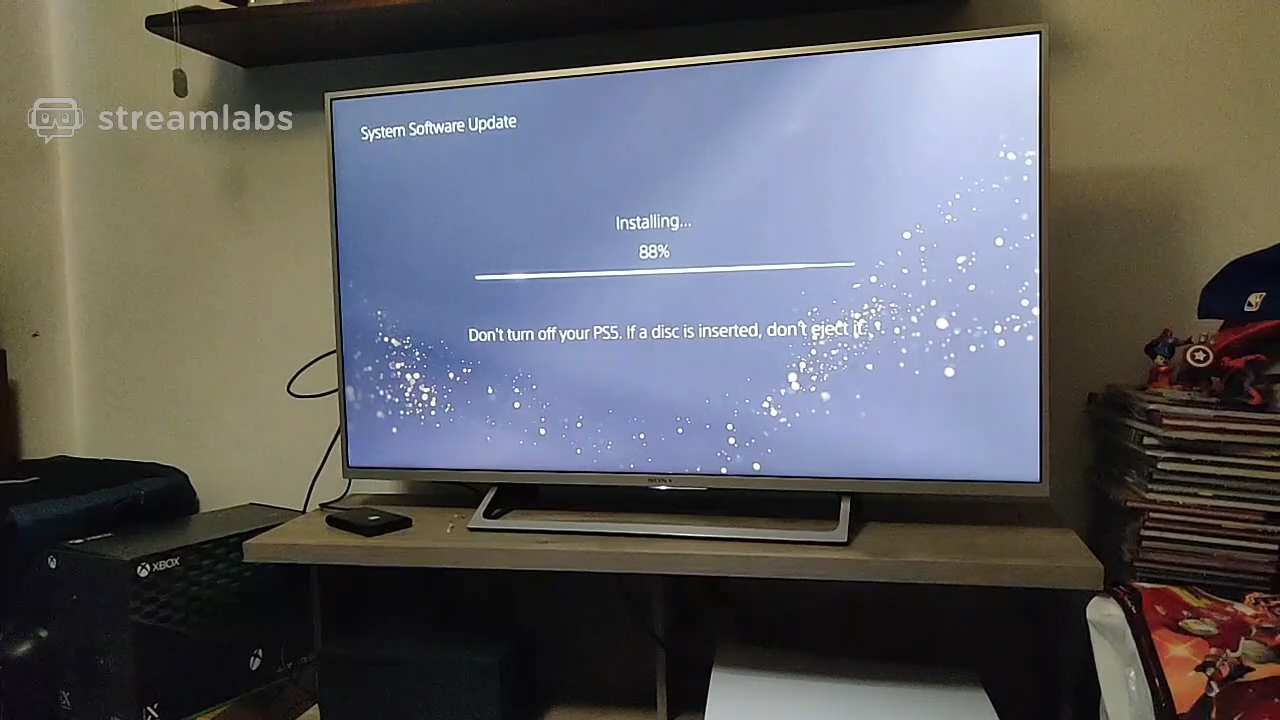 streamlabs
System Software Update
Installing...
88%
Don't turn off your PS5. If a disc is inserted, don't eject it.
SONY
XBOX